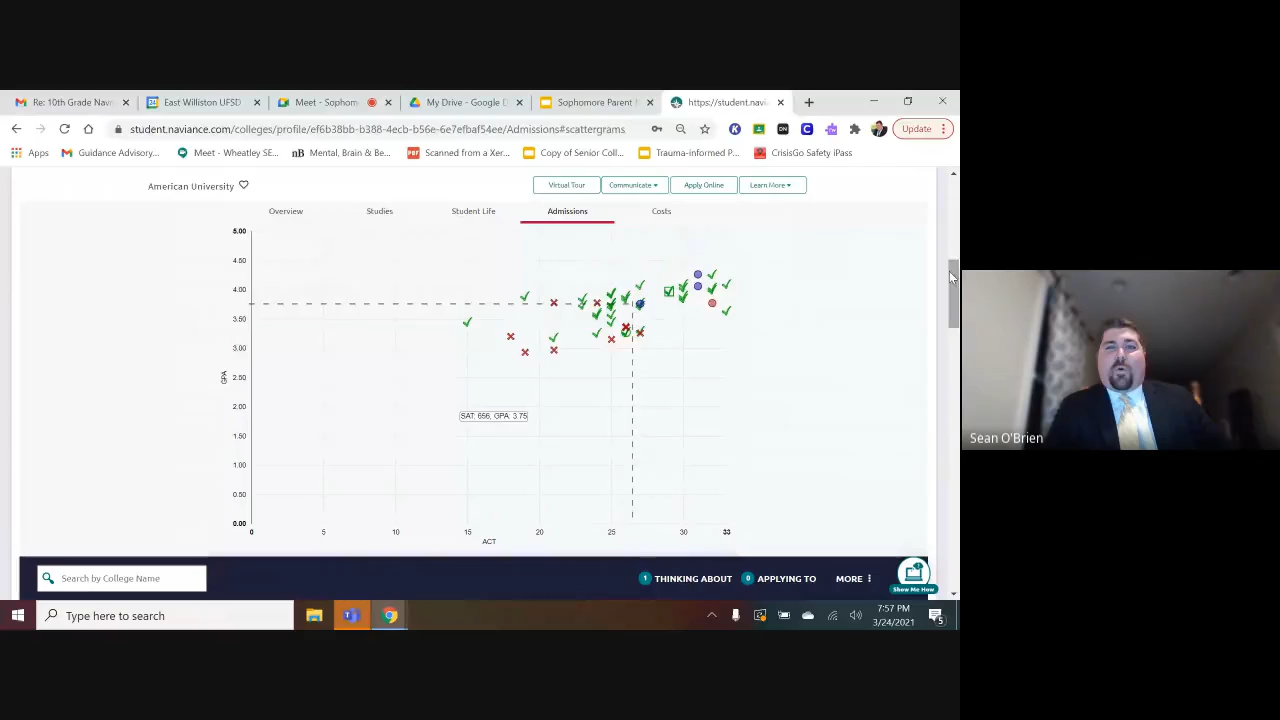 Re: 10th Grade Navi
East Williston UFSD
Meet - Sophom
My Drive - Google D
Sophomore Parent
https://student.navia
student.naviance.com/colleges/profile/ef6b38bb-b388-4ecb-b56e-6e7efbaf54ee/Admissions#scattergrams
Update
Apps
Guidance Advisory...
Meet - Wheatley SE...
Mental, Brain & Be...
Scanned from a Xer...
Copy of Senior Coll...
Trauma-informed P...
CrisisGo Safety iPass
American University
Virtual Tour
Communicate
Apply Online
Learn More
Overview
Studies
Student Life
Admissions
Costs
5.00
4.50
4.00
3.50
3.00
2.50
2.00
1.50
1.00
0.50
0.00
GPA
SAT: 656, GPA: 3.75
0
5
10
15
20
25
30
33
ACT
Search by College Name
1 THINKING ABOUT
0 APPLYING TO
MORE
Show Me How
Type here to search
7:57 PM
3/24/2021
5
Sean O'Brien